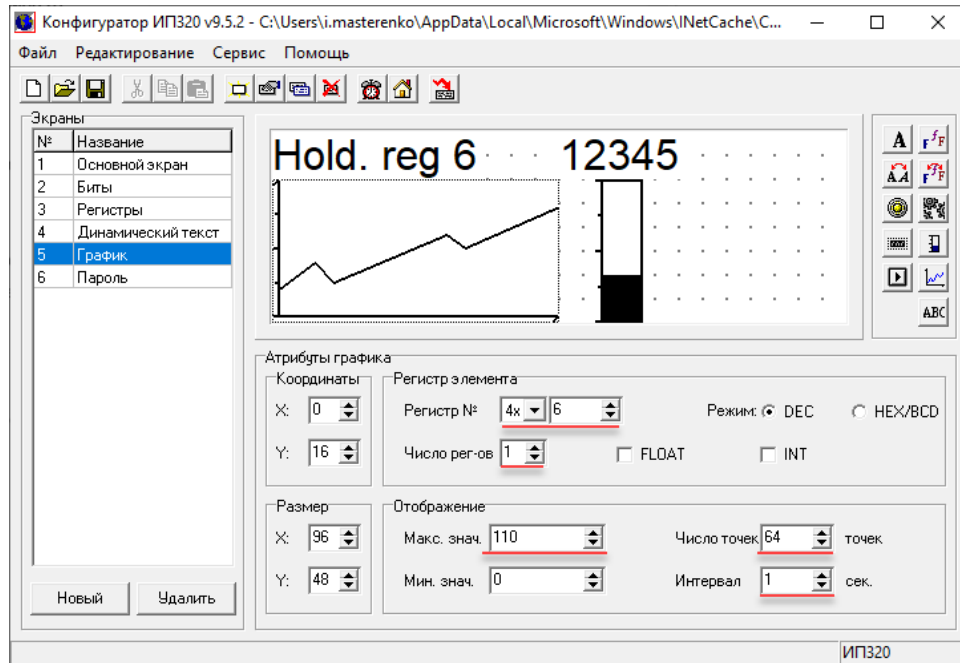 Конфигуратор ИП320 v9.5.2 - C:\Users\i.masterenko\AppData\Local\Microsoft\Windows\INetCache\C...
Файл Редактирование Сервис Помощь
Экраны
№ Название
1 Основной экран
2 Биты
3 Регистры
4 Динамический текст
5 График
6 Пароль
Новый Удалить
Hold. reg 6 12345
A fF
AA fF
ABC
Атрибуты графика
Координаты
X: 0
Y: 16
Регистр элемента
Регистр № 4x 6 Режим: DEC HEX/BCD
Число рег-ов 1 FLOAT INT
Размер
X: 96
Y: 48
Отображение
Макс. знач. 110 Число точек 64 точек
Мин. знач. 0 Интервал 1 сек.
ИП320